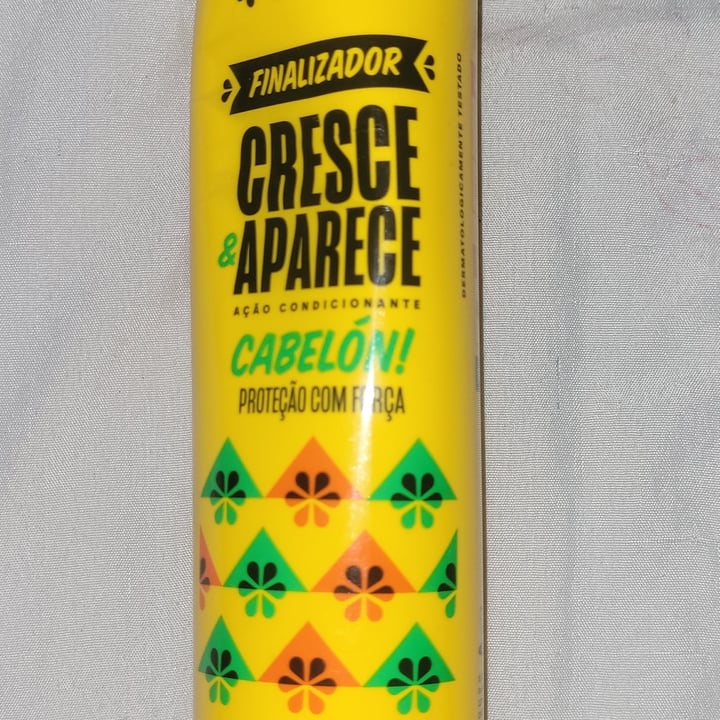 FINALIZADOR
CRESCE
& APARECE
AÇÃO CONDICIONANTE
CABELÓN!
PROTEÇÃO COM FORÇA
DERMATOLOGICAMENTE TESTADO